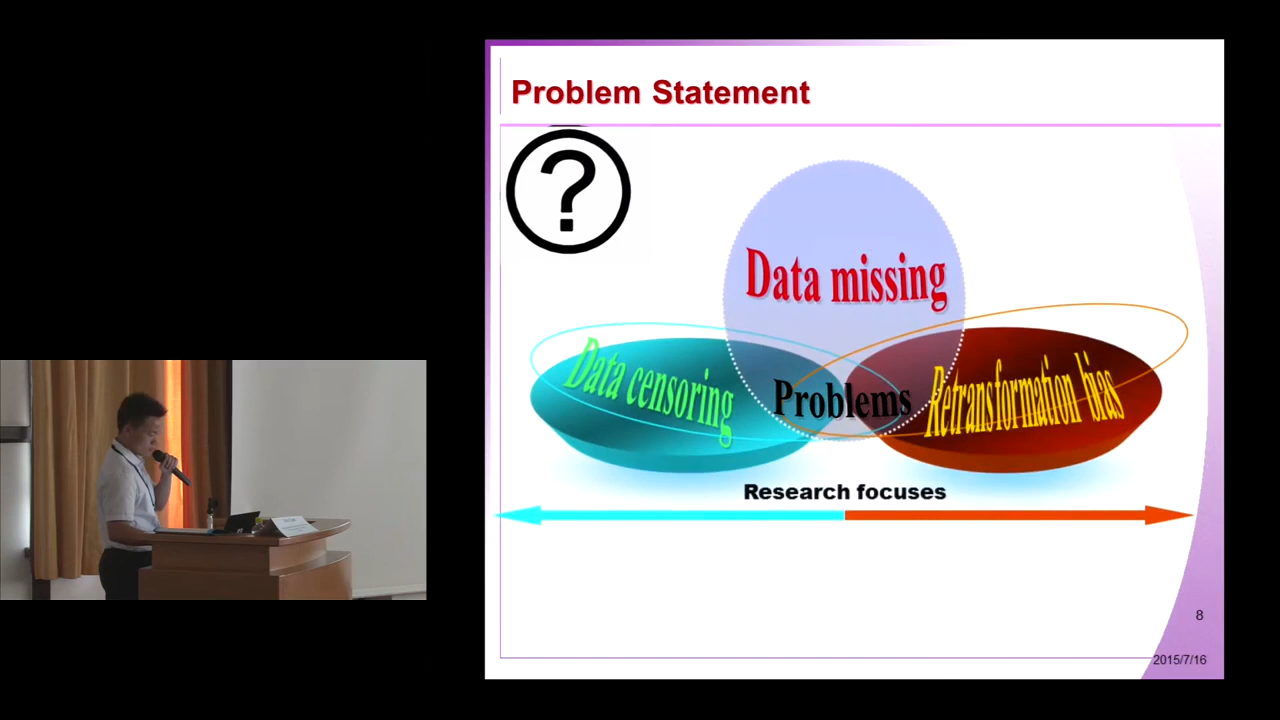 Problem Statement
?
Data missing
Data censoring
Problems
Retransformation bias
Research focuses
8
2015/7/16